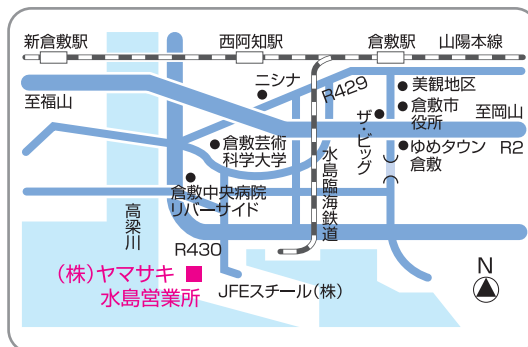 新倉敷駅
西阿知駅
倉敷駅
山陽本線
ニシナ
R429
美観地区
至福山
ザ・ビッグ
倉敷市
役所
至岡山
倉敷芸術
科学大学
水島臨海鉄道
ゆめタウン
倉敷
R2
倉敷中央病院
リバーサイド
高梁川
R430
(株)ヤマサキ
水島営業所
JFEスチール(株)
N